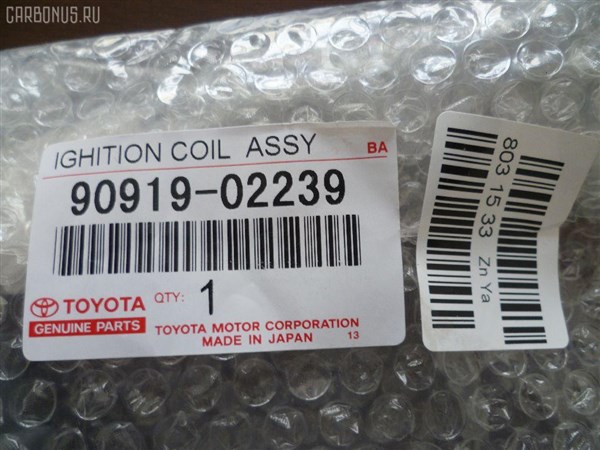 CARBONUS.RU
IGHITION COIL ASSY BA
90919-02239
TOYOTA QTY: 1
GENUINE PARTS TOYOTA MOTOR CORPORATION
MADE IN JAPAN 13
803 15 33 Zn Ya